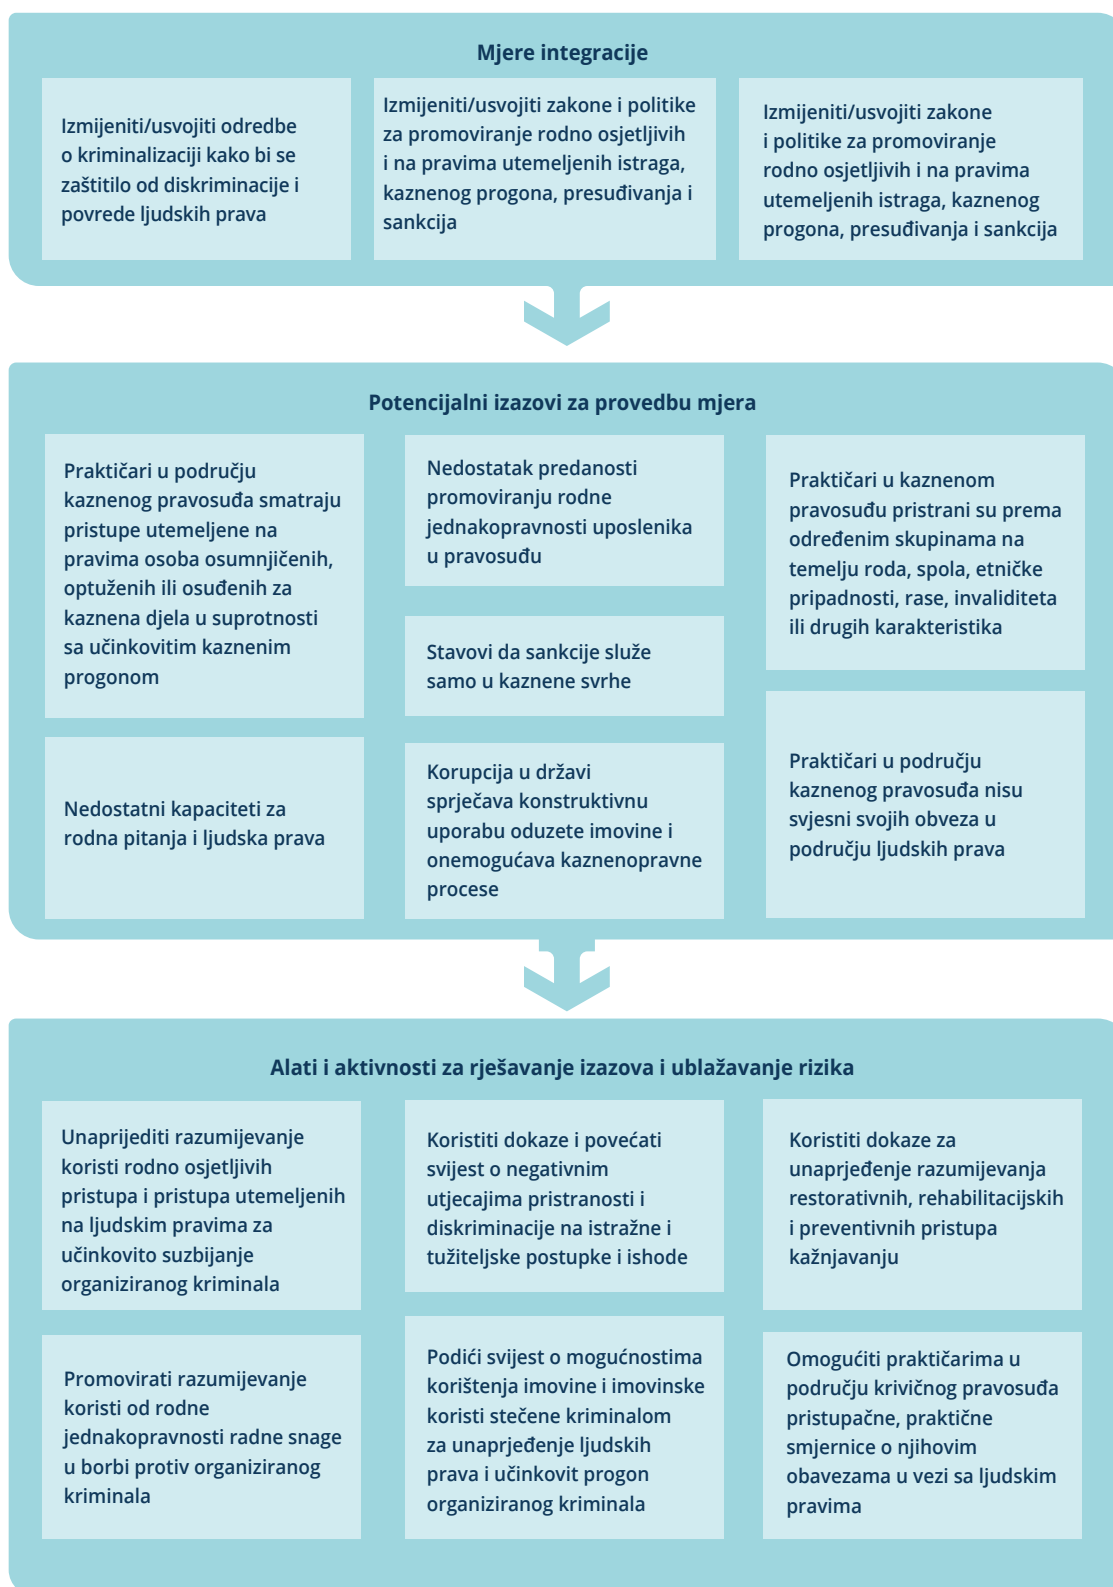 Mjere integracije
Izmijeniti/usvojiti odredbe
o kriminalizaciji kako bi se
zaštitilo od diskriminacije i
povrede ljudskih prava
Izmijeniti/usvojiti zakone i politike
za promoviranje rodno osjetljivih
i na pravima utemeljenih istraga,
kaznenog progona, presuđivanja i
sankcija
Izmijeniti/usvojiti zakone
i politike za promoviranje
rodno osjetljivih i na pravima
utemeljenih istraga, kaznenog
progona, presuđivanja i sankcija
Potencijalni izazovi za provedbu mjera
Praktičari u području
kaznenog pravosuđa smatraju
pristupe utemeljene na
pravima osoba osumnjičenih,
optuženih ili osuđenih za
kaznena djela u suprotnosti
sa učinkovitim kaznenim
progonom
Nedostatak predanosti
promoviranju rodne
jednakopravnosti uposlenika
u pravosuđu
Praktičari u kaznenom
pravosuđu pristrani su prema
određenim skupinama na
temelju roda, spola, etničke
pripadnosti, rase, invaliditeta
ili drugih karakteristika
Stavovi da sankcije služe
samo u kaznene svrhe
Nedostatni kapaciteti za
rodna pitanja i ljudska prava
Korupcija u državi
sprječava konstruktivnu
uporabu oduzete imovine i
onemogućava kaznenopravne
procese
Praktičari u području
kaznenog pravosuđa nisu
svjesni svojih obveza u
području ljudskih prava
Alati i aktivnosti za rješavanje izazova i ublažavanje rizika
Unaprijediti razumijevanje
koristi rodno osjetljivih
pristupa i pristupa utemeljenih
na ljudskim pravima za
učinkovito suzbijanje
organiziranog kriminala
Koristiti dokaze i povećati
svijest o negativnim
utjecajima pristranosti i
diskriminacije na istražne i
tužiteljske postupke i ishode
Koristiti dokaze za
unaprjeđenje razumijevanja
restorativnih, rehabilitacijskih
i preventivnih pristupa
kažnjavanju
Promovirati razumijevanje
koristi od rodne
jednakopravnosti radne snage
u borbi protiv organiziranog
kriminala
Podići svijest o mogućnostima
korištenja imovine i imovinske
koristi stečene kriminalom
za unaprjeđenje ljudskih
prava i učinkovit progon
organiziranog kriminala
Omogućiti praktičarima u
području krivičnog pravosuđa
pristupačne, praktične
smjernice o njihovim
obavezama u vezi sa ljudskim
pravima